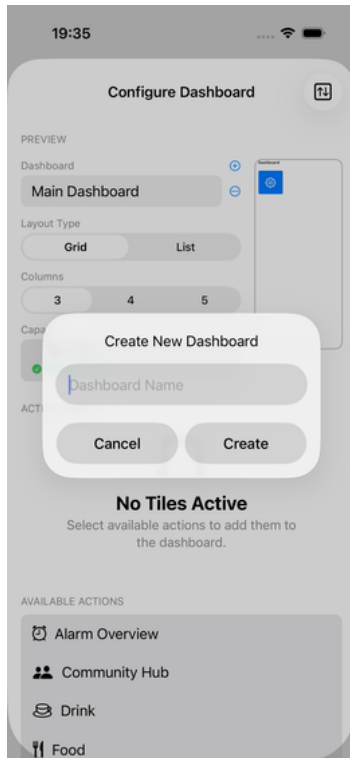 19:35
Configure Dashboard
PREVIEW
Dashboard
Main Dashboard
Dashboard
Layout Type
Grid List
Columns
3 4 5
Create New Dashboard
Dashboard Name
Cancel Create
No Tiles Active
Select available actions to add them to
the dashboard.
AVAILABLE ACTIONS
Alarm Overview
Community Hub
Drink
Food